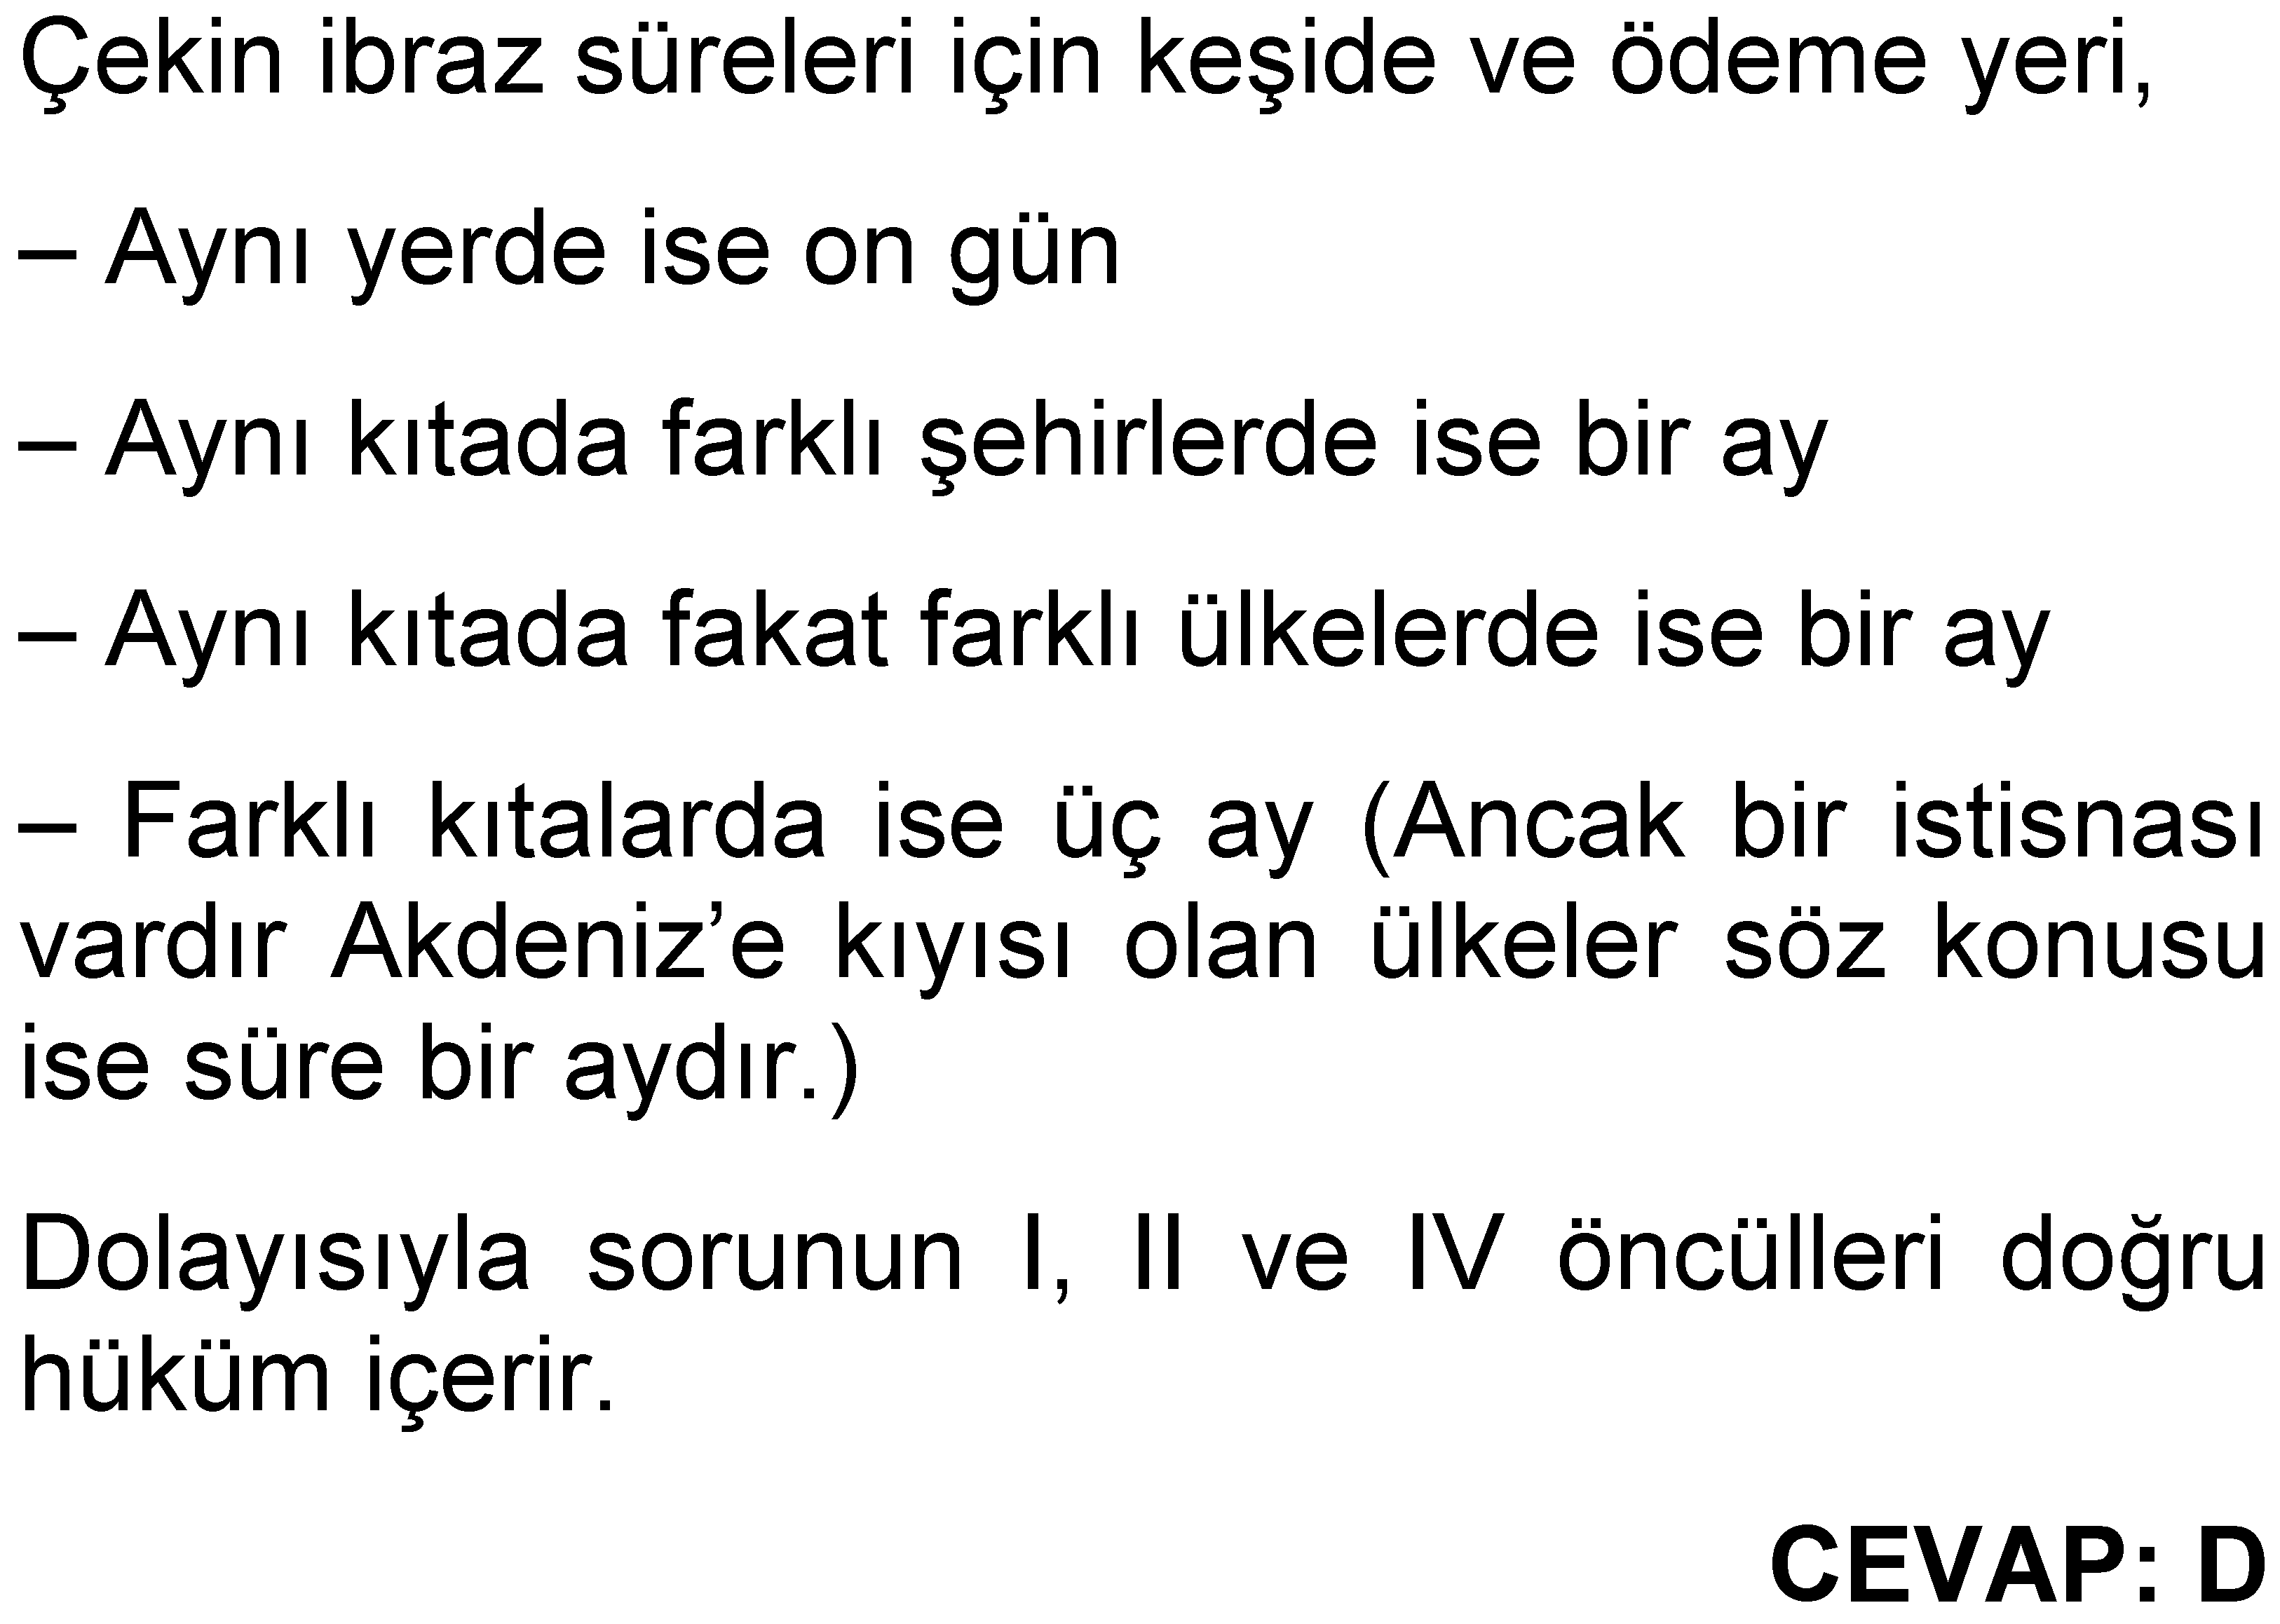 Çekin ibraz süreleri için keşide ve ödeme yeri,
– Aynı yerde ise on gün
– Aynı kıtada farklı şehirlerde ise bir ay
– Aynı kıtada fakat farklı ülkelerde ise bir ay
– Farklı kıtalarda ise üç ay (Ancak bir istisnası
vardır Akdeniz’e kıyısı olan ülkeler söz konusu
ise süre bir aydır.)
Dolayısıyla sorunun I, II ve IV öncülleri doğru
hüküm içerir.
CEVAP: D